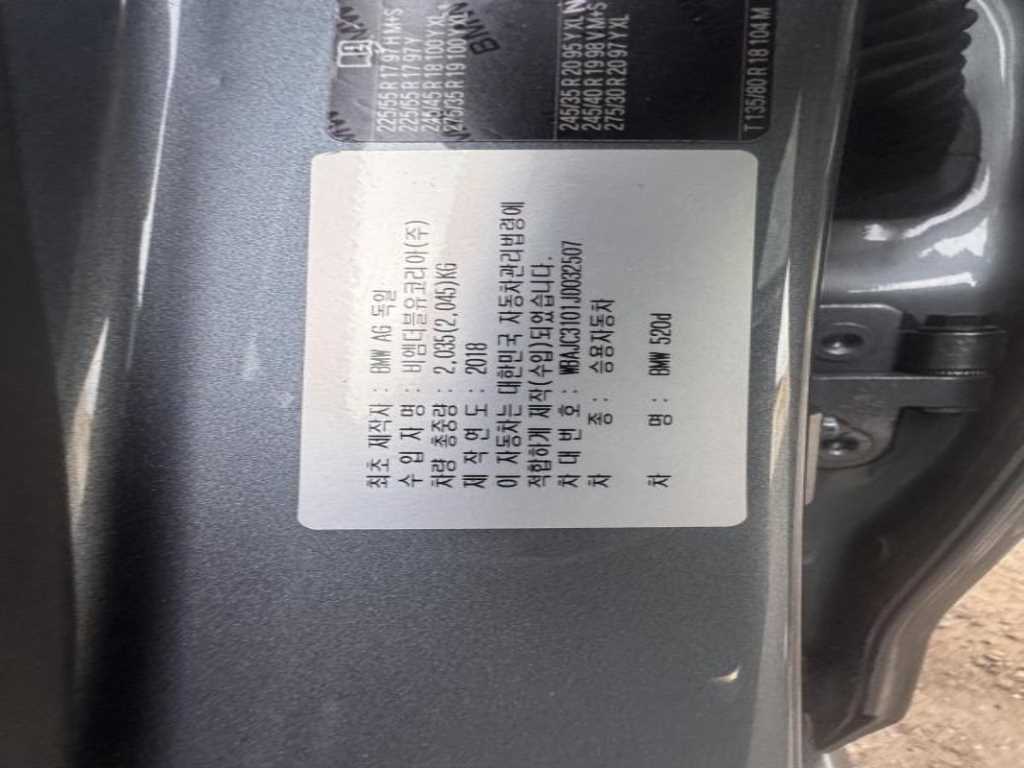 225/55 R 17 97 H M+S
225/55 R 17 97 Y
245/45 R 18 100 Y XL
275/35 R 19 100 Y XL
245/35 R 20 95 Y XL
245/40 R 19 98 V M+S
275/30 R 20 97 Y XL
T 135/80 R 18 104 M
최초 제작자 : BMW AG 독일
수 입 자 명 : 비엠더블유코리아(주)
차량 총중량 : 2,035(2,045)KG
제 작 연 도 : 2018
이 자동차는 대한민국 자동차관리법령에
적합하게 제작(수입)되었습니다.
차 대 번 호 : WBAJC3101J0032507
차 종 : 승용자동차
차 명 : BMW 520d